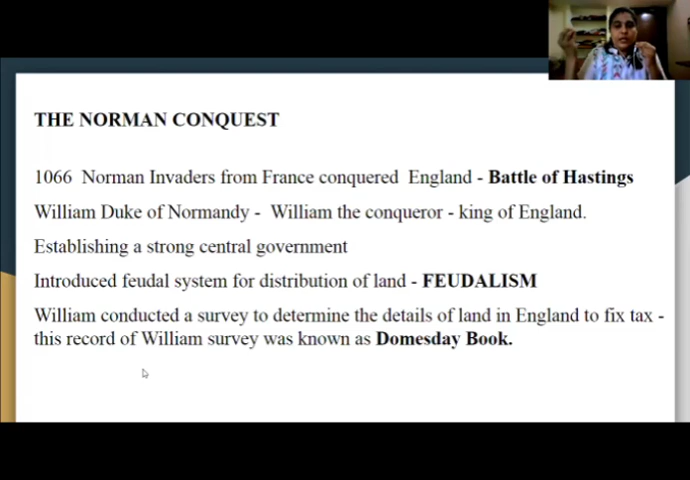 THE NORMAN CONQUEST
1066 Norman Invaders from France conquered England - Battle of Hastings
William Duke of Normandy - William the conqueror - king of England.
Establishing a strong central government
Introduced feudal system for distribution of land - FEUDALISM
William conducted a survey to determine the details of land in England to fix tax -
this record of William survey was known as Domesday Book.